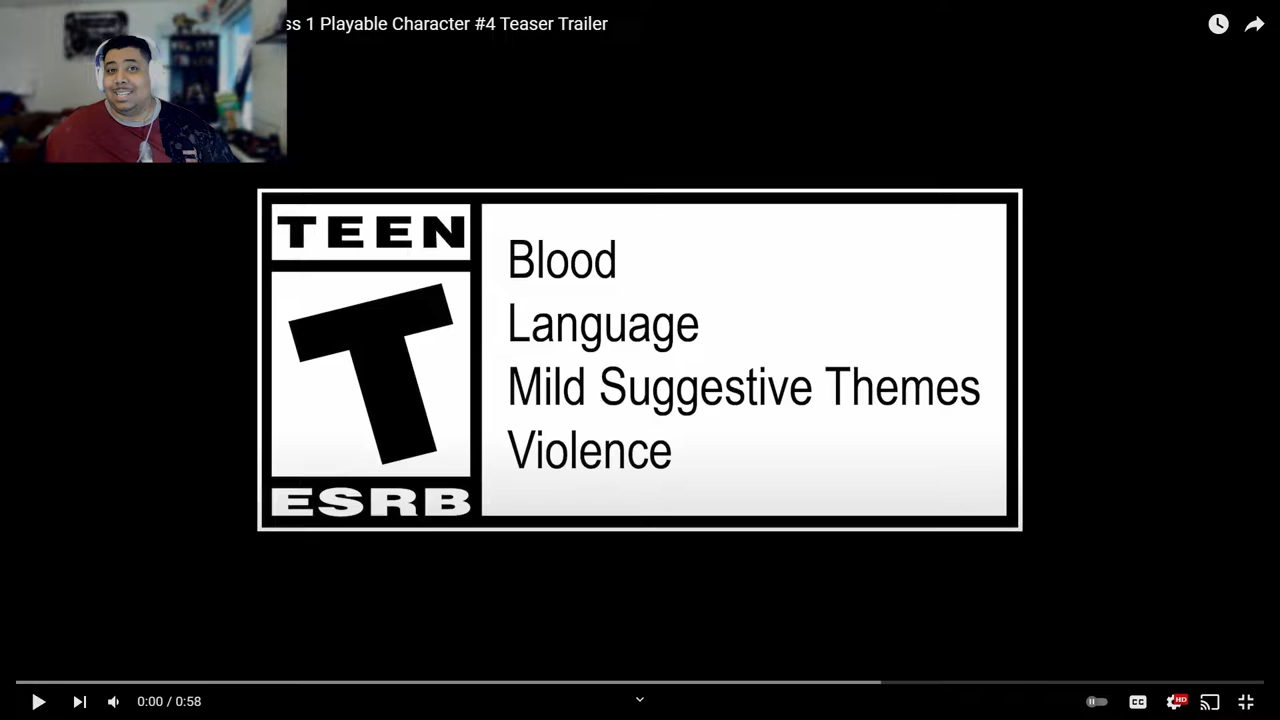 ss 1 Playable Character #4 Teaser Trailer
TEEN
T
ESRB
Blood
Language
Mild Suggestive Themes
Violence
0:00 / 0:58
CC
HD